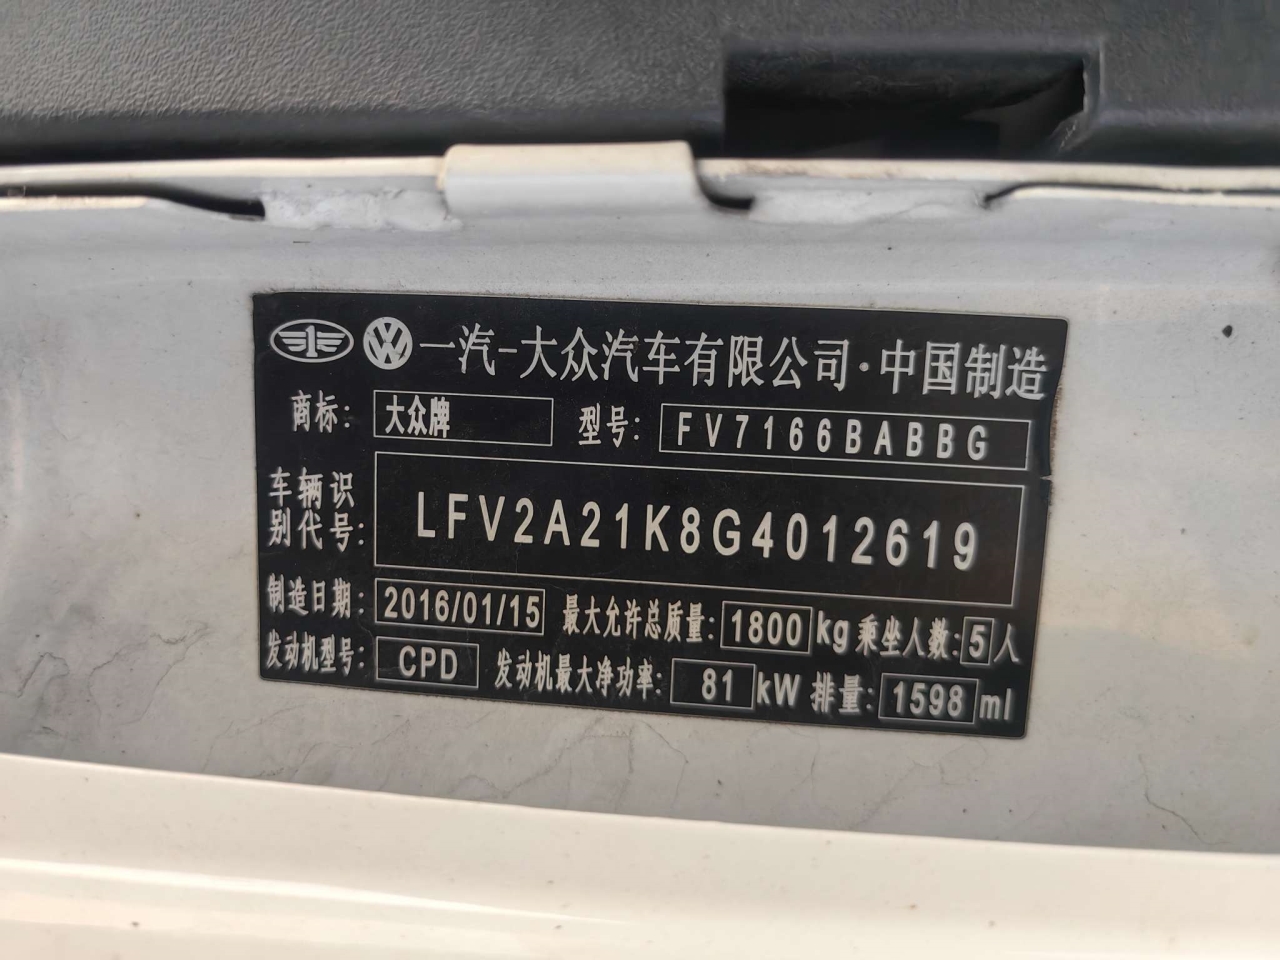 一汽-大众汽车有限公司·中国制造
商标: 大众牌 型号: FV7166BABBG
车辆识别代号: LFV2A21K8G4012619
制造日期: 2016/01/15 最大允许总质量: 1800 kg 乘坐人数: 5 人
发动机型号: CPD 发动机最大净功率: 81 kW 排量: 1598 ml